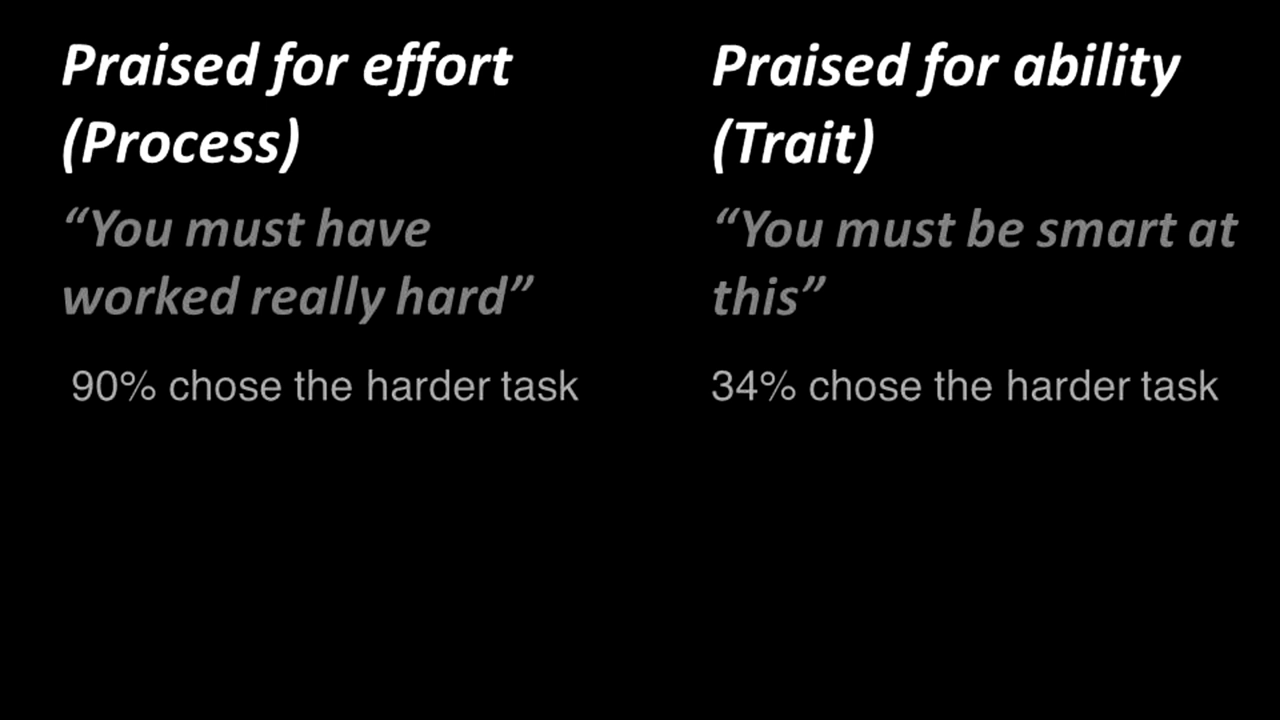 Praised for effort
(Process)
“You must have
worked really hard”
90% chose the harder task
Praised for ability
(Trait)
“You must be smart at
this”
34% chose the harder task